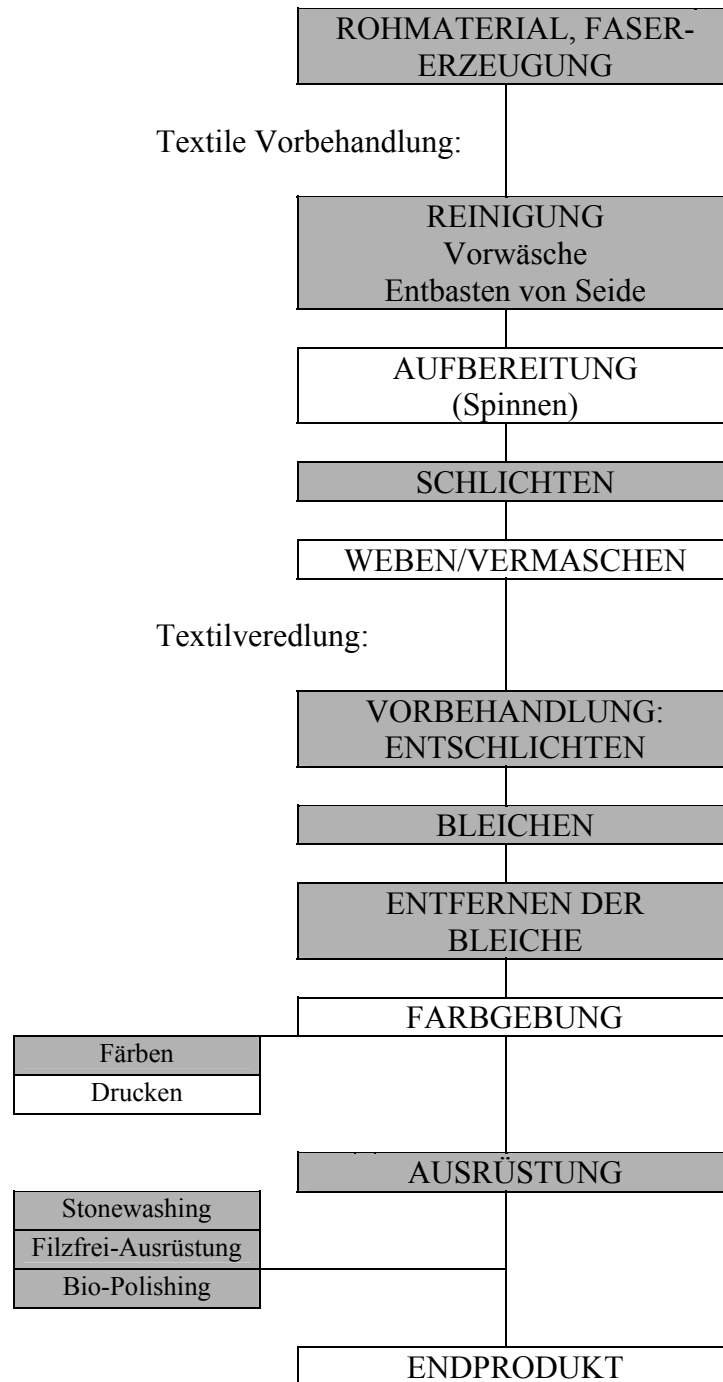 ROHMATERIAL, FASER-
ERZEUGUNG
Textile Vorbehandlung:
REINIGUNG
Vorwäsche
Entbasten von Seide
AUFBEREITUNG
(Spinnen)
SCHLICHTEN
WEBEN/VERMASCHEN
Textilveredlung:
VORBEHANDLUNG:
ENTSCHLICHTEN
BLEICHEN
ENTFERNEN DER
BLEICHE
FARBGEBUNG
Färben
Drucken
AUSRÜSTUNG
Stonewashing
Filzfrei-Ausrüstung
Bio-Polishing
ENDPRODUKT